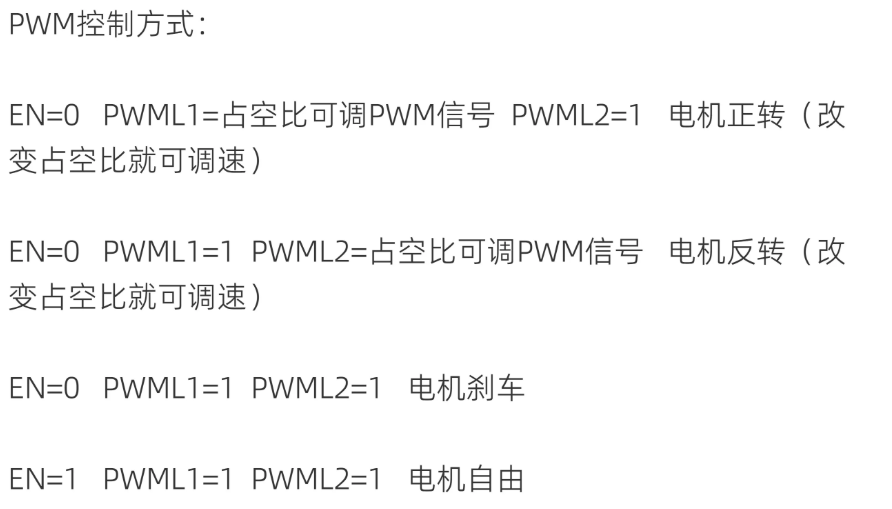 PWM控制方式：
EN=0 PWML1=占空比可调PWM信号 PWML2=1 电机正转（改
变占空比就可调速）
EN=0 PWML1=1 PWML2=占空比可调PWM信号 电机反转（改
变占空比就可调速）
EN=0 PWML1=1 PWML2=1 电机刹车
EN=1 PWML1=1 PWML2=1 电机自由